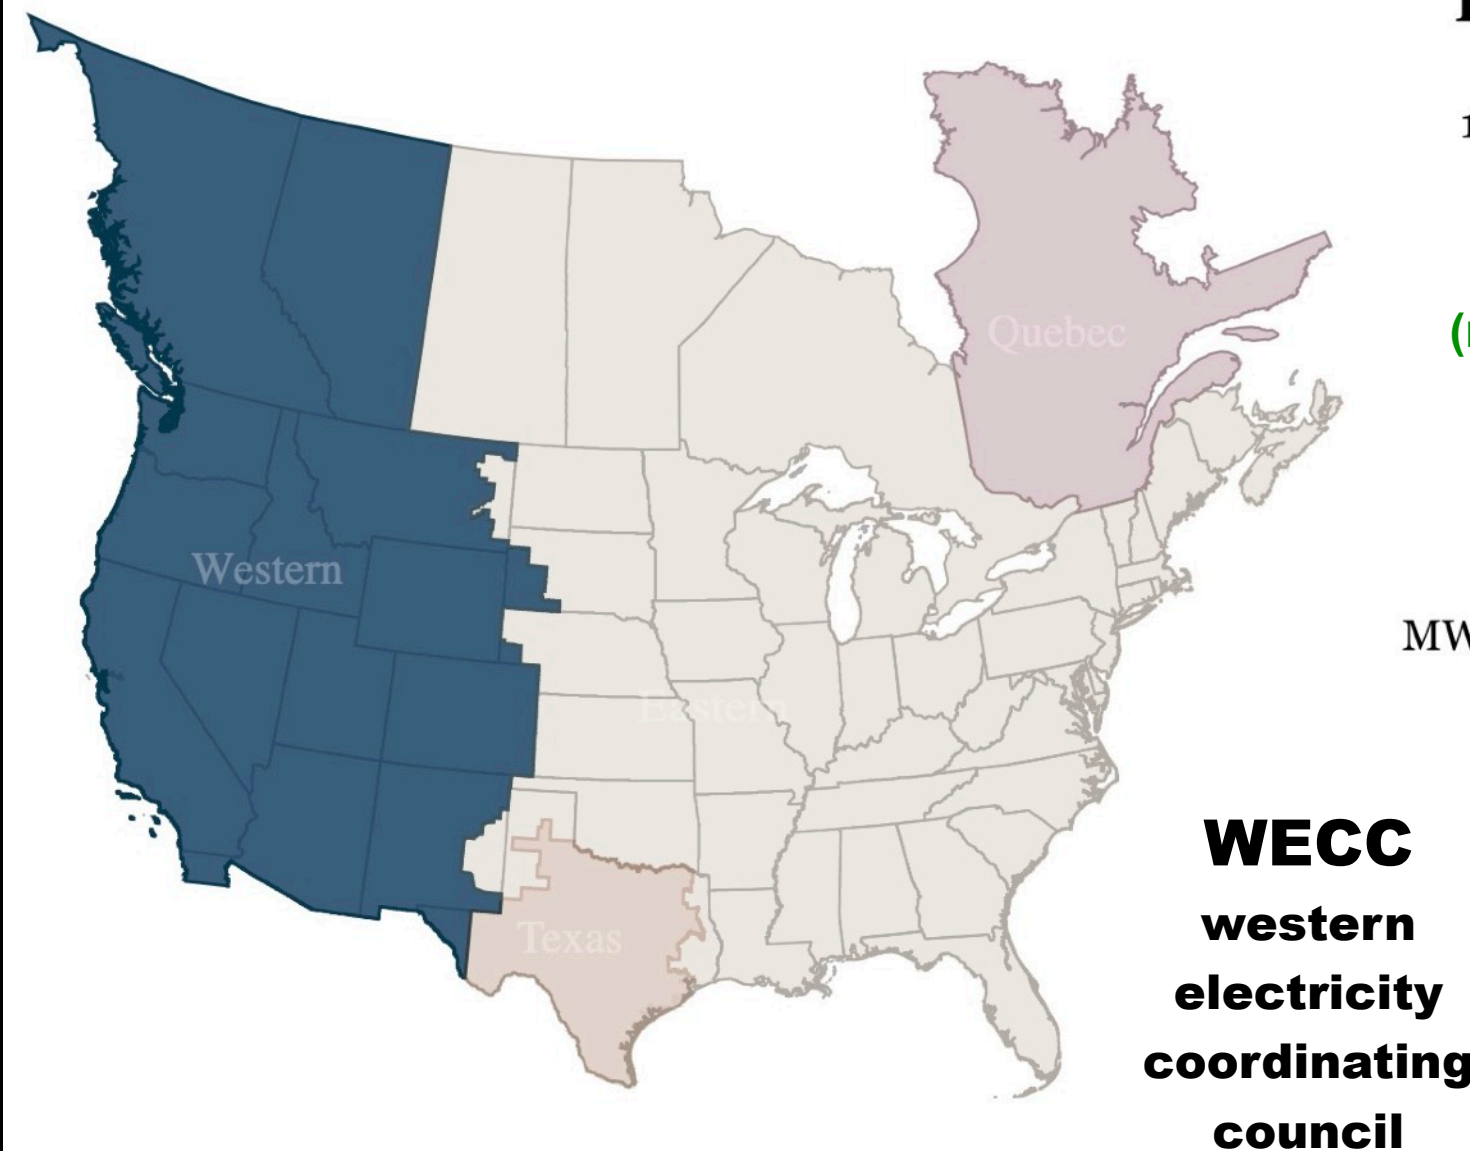 Quebec
Western
MW
Eastern
WECC
Texas
western
electricity
coordinating
council